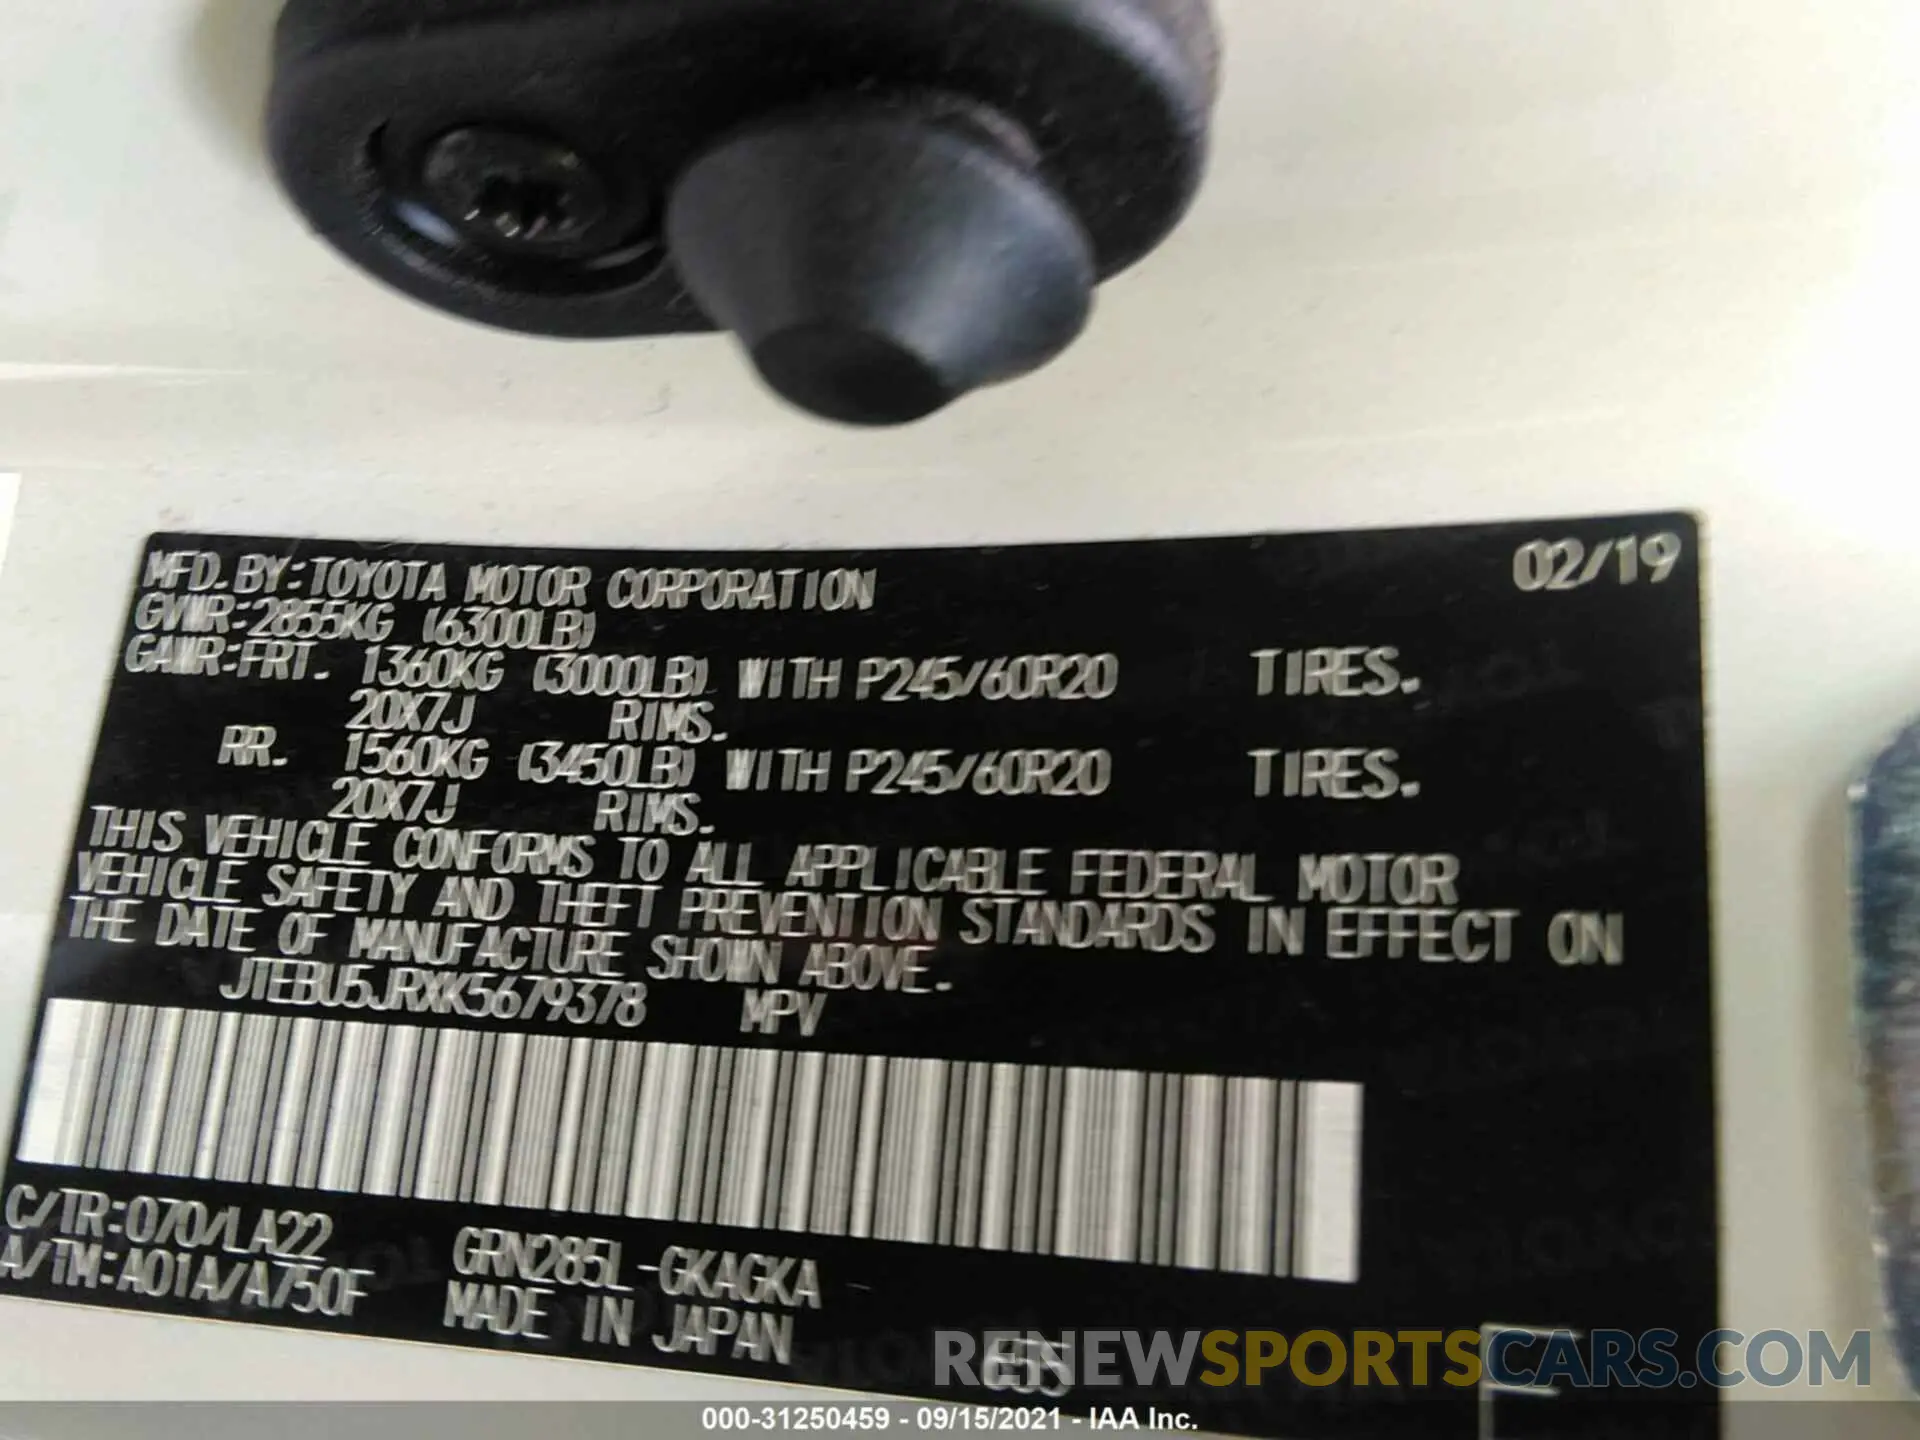 MFD. BY:TOYOTA MOTOR CORPORATION 02/19
GVWR:2855KG (6300LB)
GAWR:FRT. 1360KG (3000LB) WITH P245/60R20 TIRES.
20X7J RIMS.
RR. 1560KG (3450LB) WITH P245/60R20 TIRES.
20X7J RIMS.
THIS VEHICLE CONFORMS TO ALL APPLICABLE FEDERAL MOTOR
VEHICLE SAFETY AND THEFT PREVENTION STANDARDS IN EFFECT ON
THE DATE OF MANUFACTURE SHOWN ABOVE.
JTEBU5JRXK5679378 MPV
C/TR:070/LA22 GRN285L-GKAGKA
A/TM:A01A/A750F MADE IN JAPAN
655
RENEWSPORTSCARS.COM
000-31250459 - 09/15/2021 - IAA Inc.